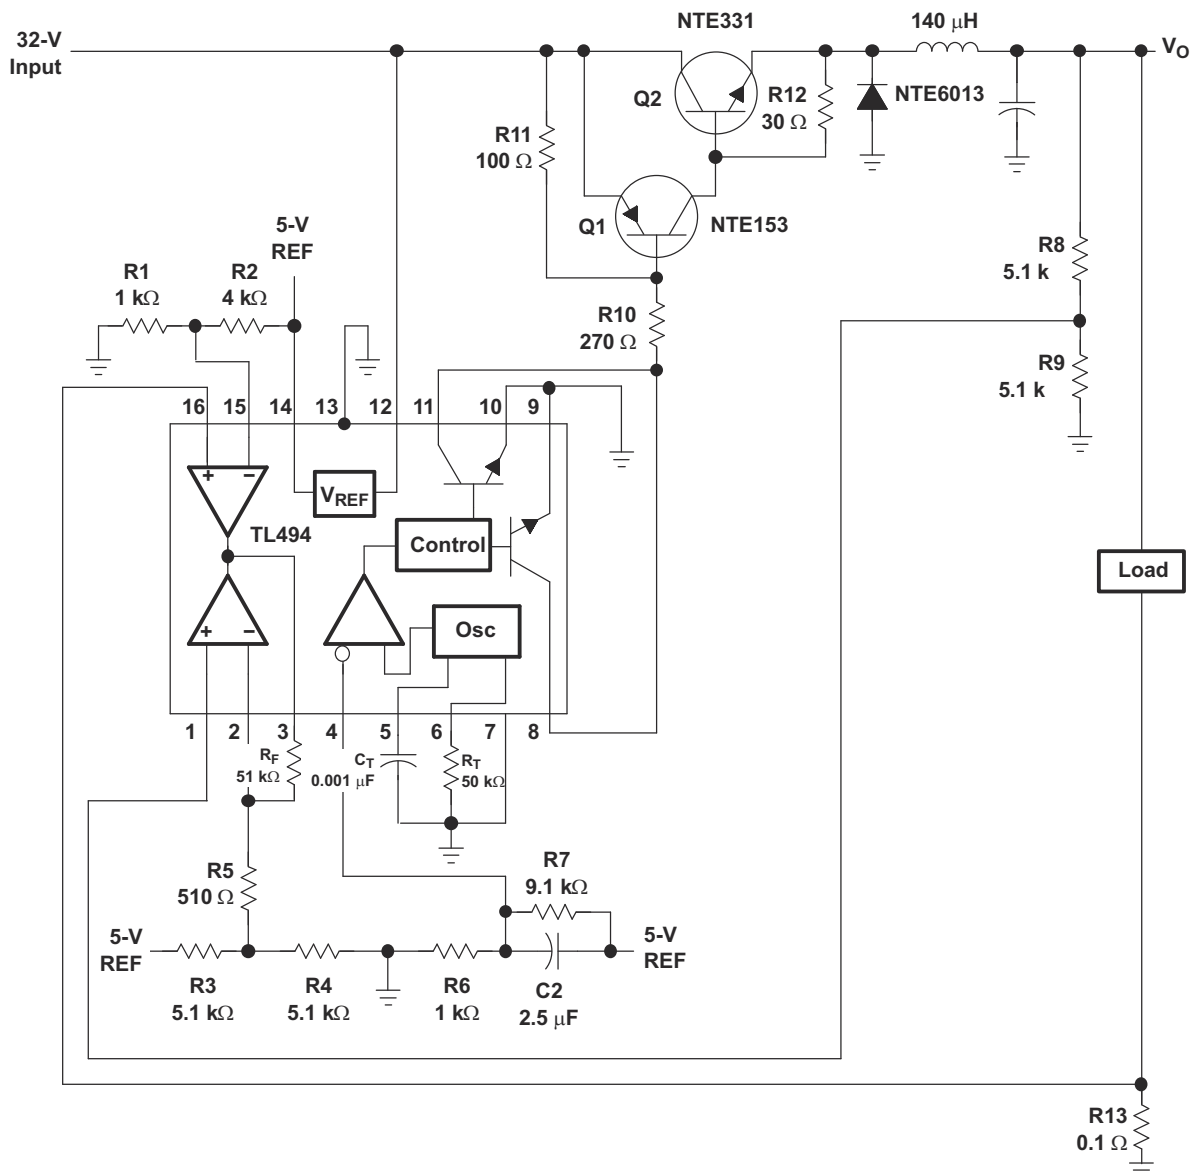 NTE331
140 μH
32-V
Input
VO
Q2
R12
30 Ω
NTE6013
R11
100 Ω
Q1
NTE153
5-V
REF
R8
5.1 k
R1
1 kΩ
R2
4 kΩ
R10
270 Ω
R9
5.1 k
16 15 14 13 12 11 10 9
+ −
VREF
TL494
Control
Load
Osc
+ −
1 2 3 4 5 6 7 8
RF
51 kΩ
CT
0.001 μF
RT
50 kΩ
R5
510 Ω
R7
9.1 kΩ
5-V
REF
5-V
REF
R3
5.1 kΩ
R4
5.1 kΩ
R6
1 kΩ
C2
2.5 μF
R13
0.1 Ω